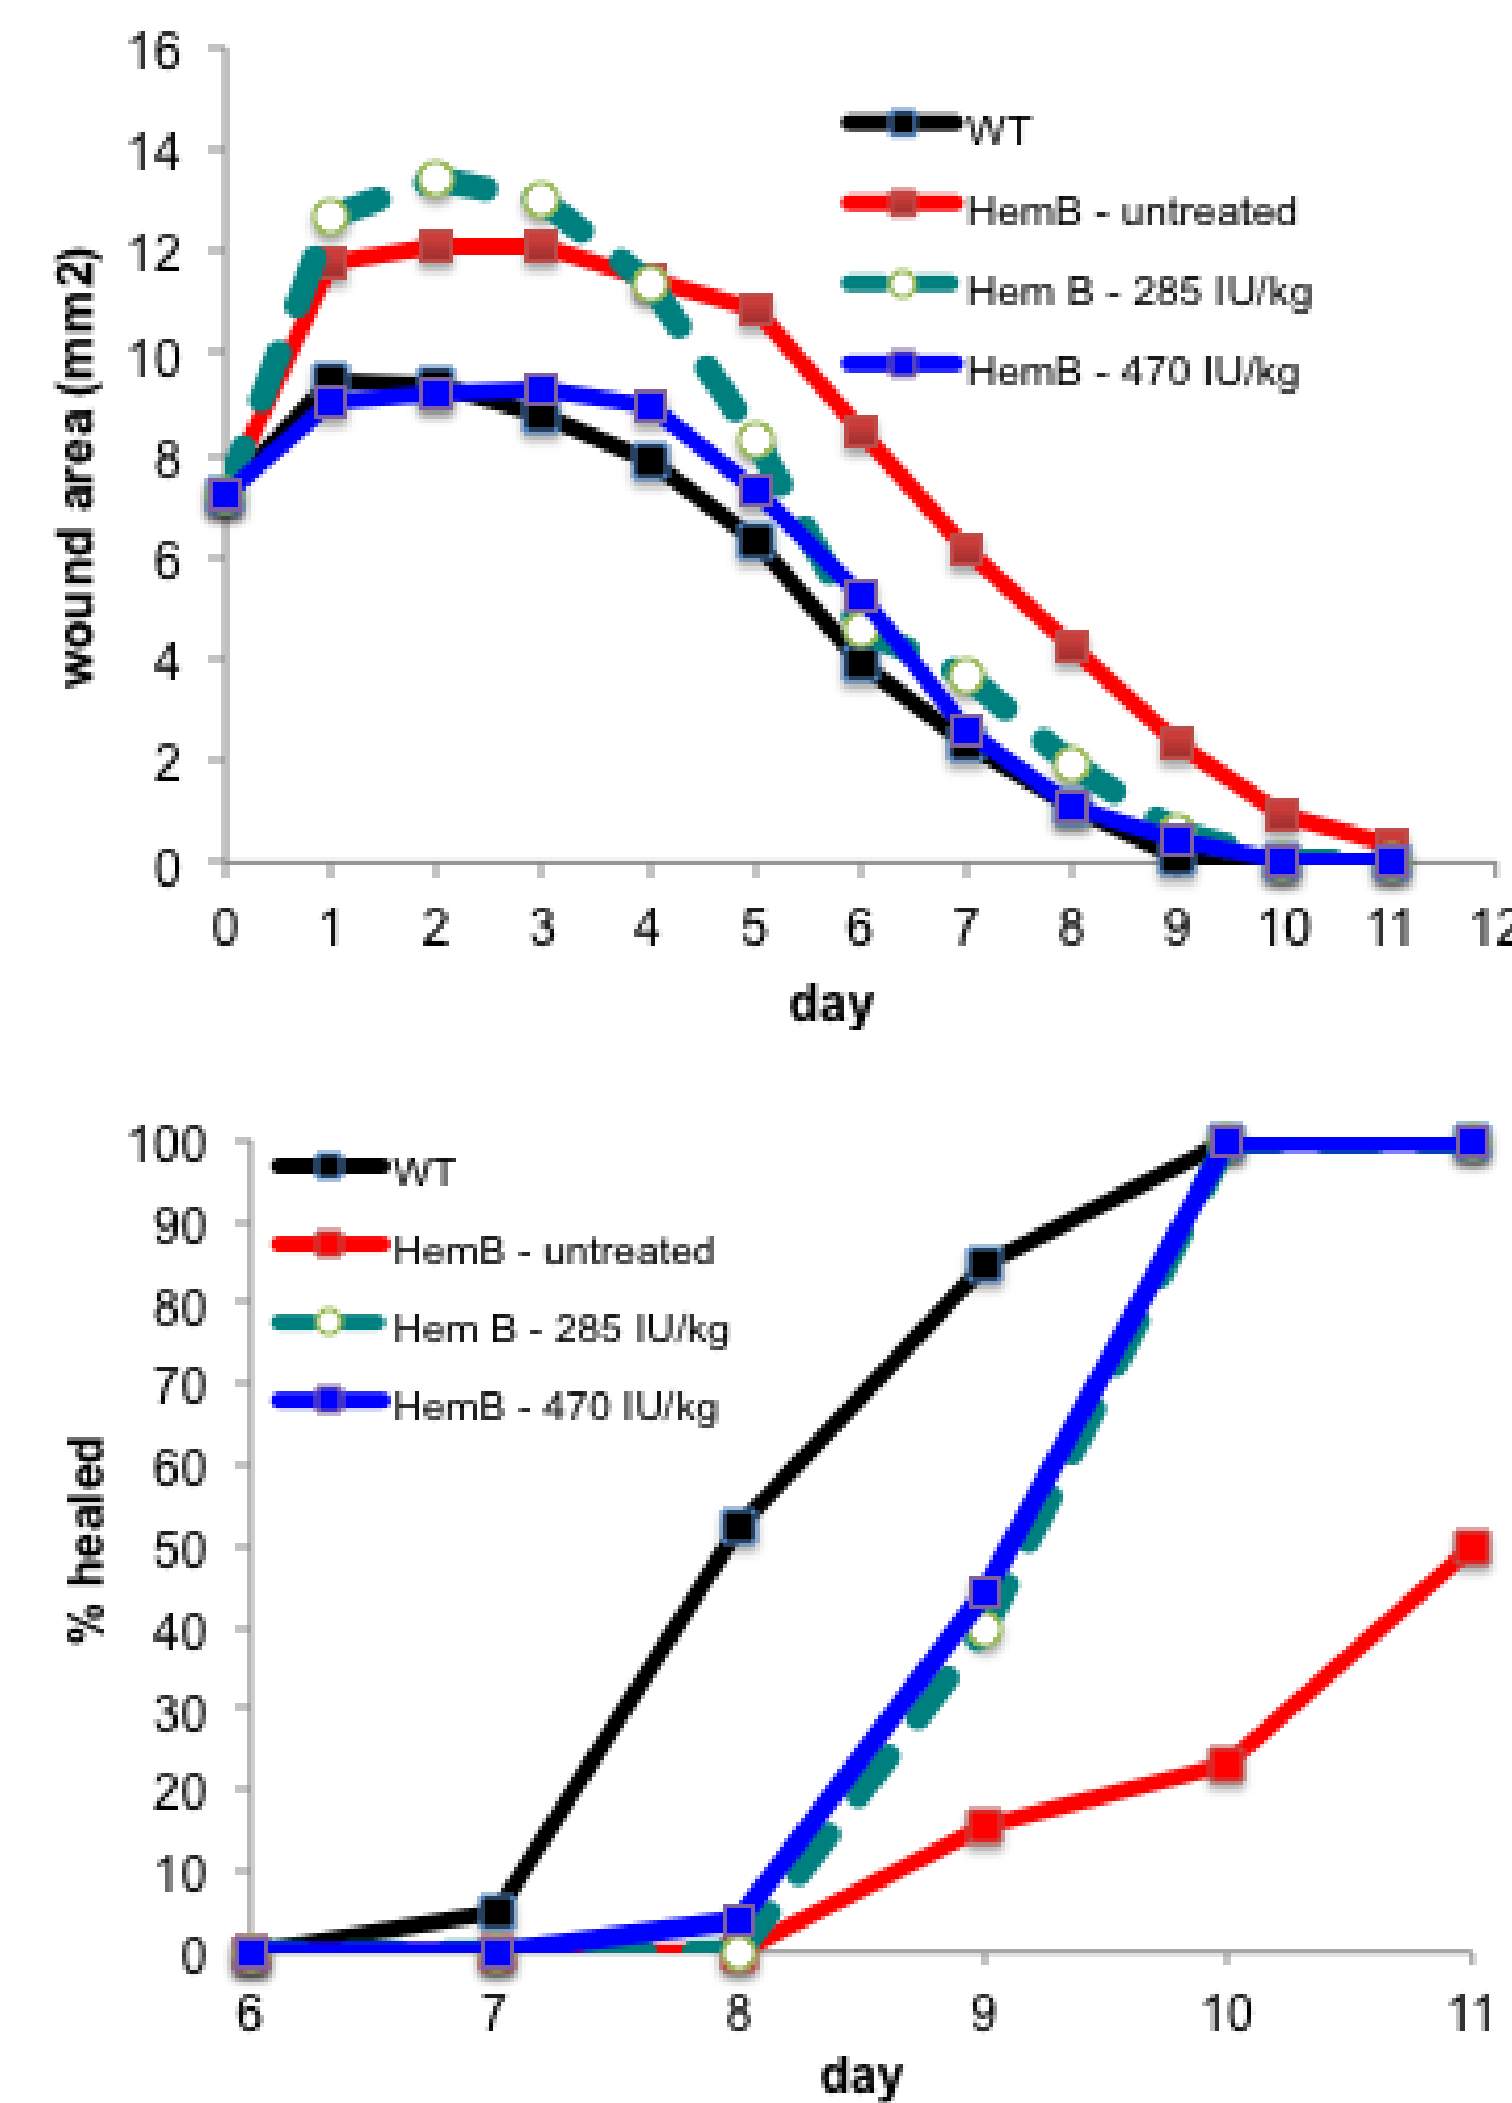 16
14
12
10
8
6
4
2
0
wound area (mm2)
WT
HemB - untreated
Hem B - 285 IU/kg
HemB - 470 IU/kg
0 1 2 3 4 5 6 7 8 9 10 11 12
day
100
90
80
70
60
50
40
30
20
10
0
% healed
WT
HemB - untreated
Hem B - 285 IU/kg
HemB - 470 IU/kg
6 7 8 9 10 11
day